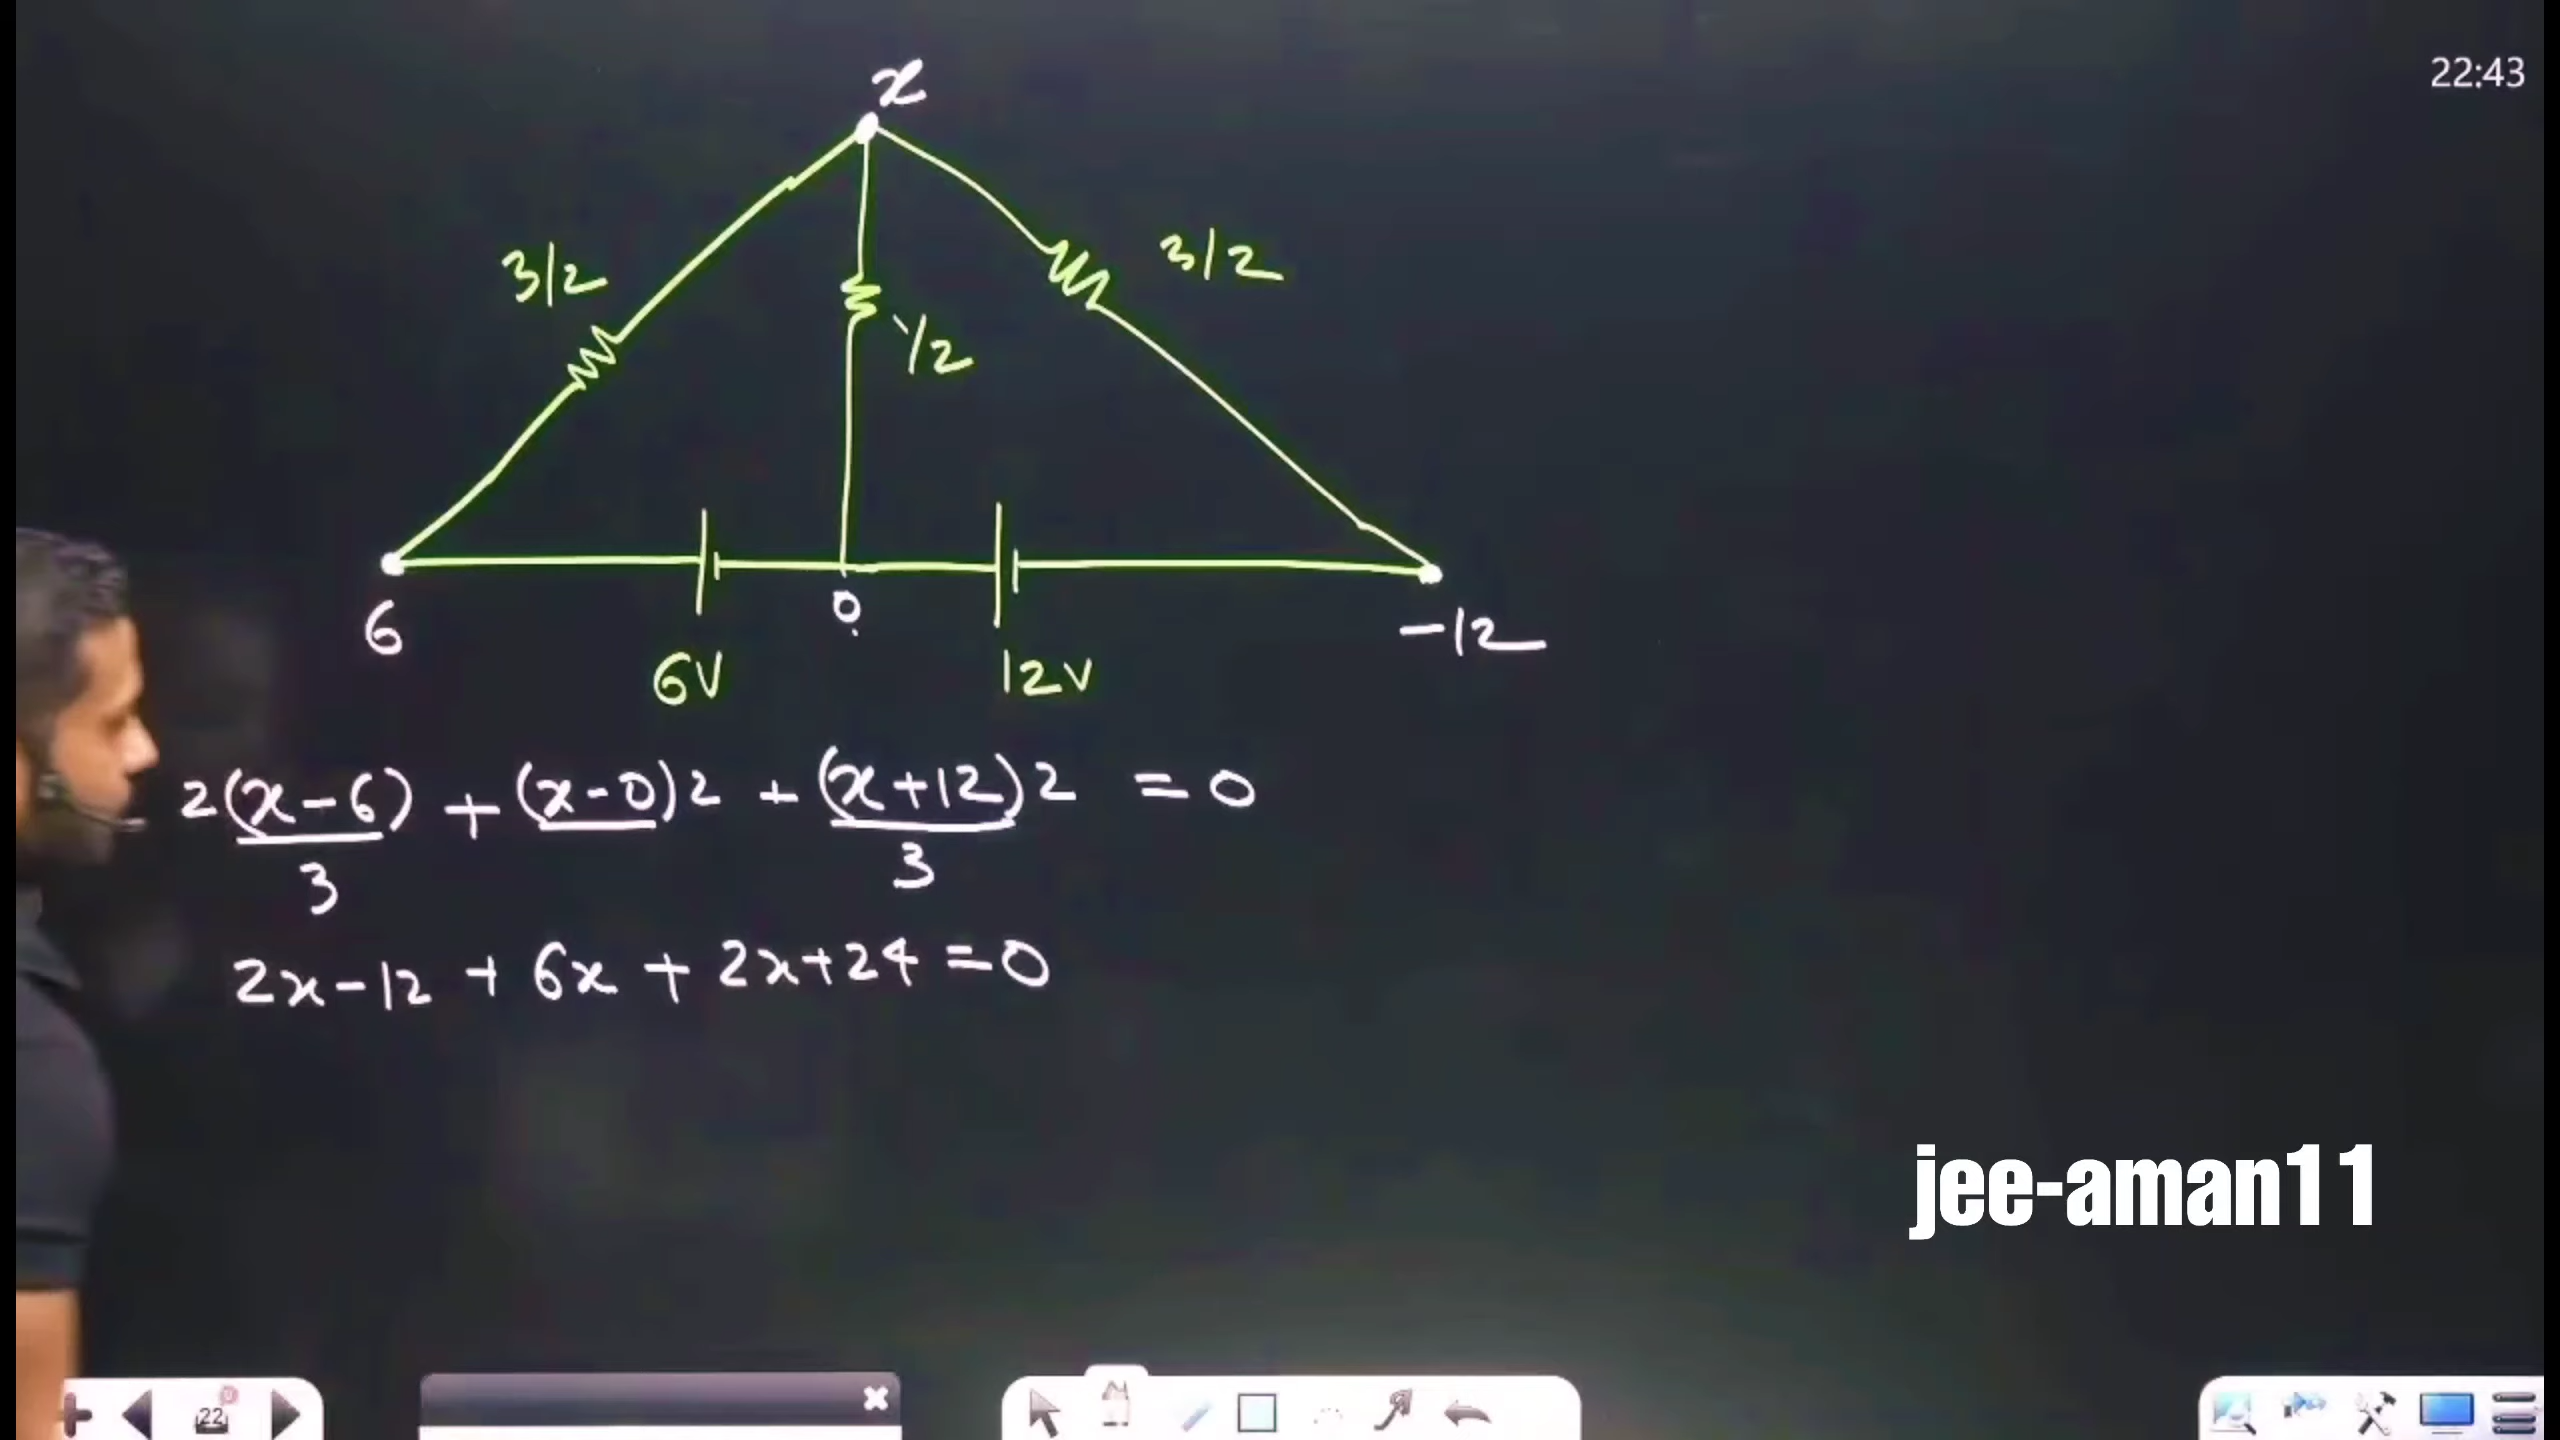 22:43
x
3/2
1/2
3/2
6
0
-12
6V
12V
2(x-6)/3 + (x-0)2 + (x+12)2/3 = 0
2x-12 + 6x + 2x+24 = 0
jee-aman11
22